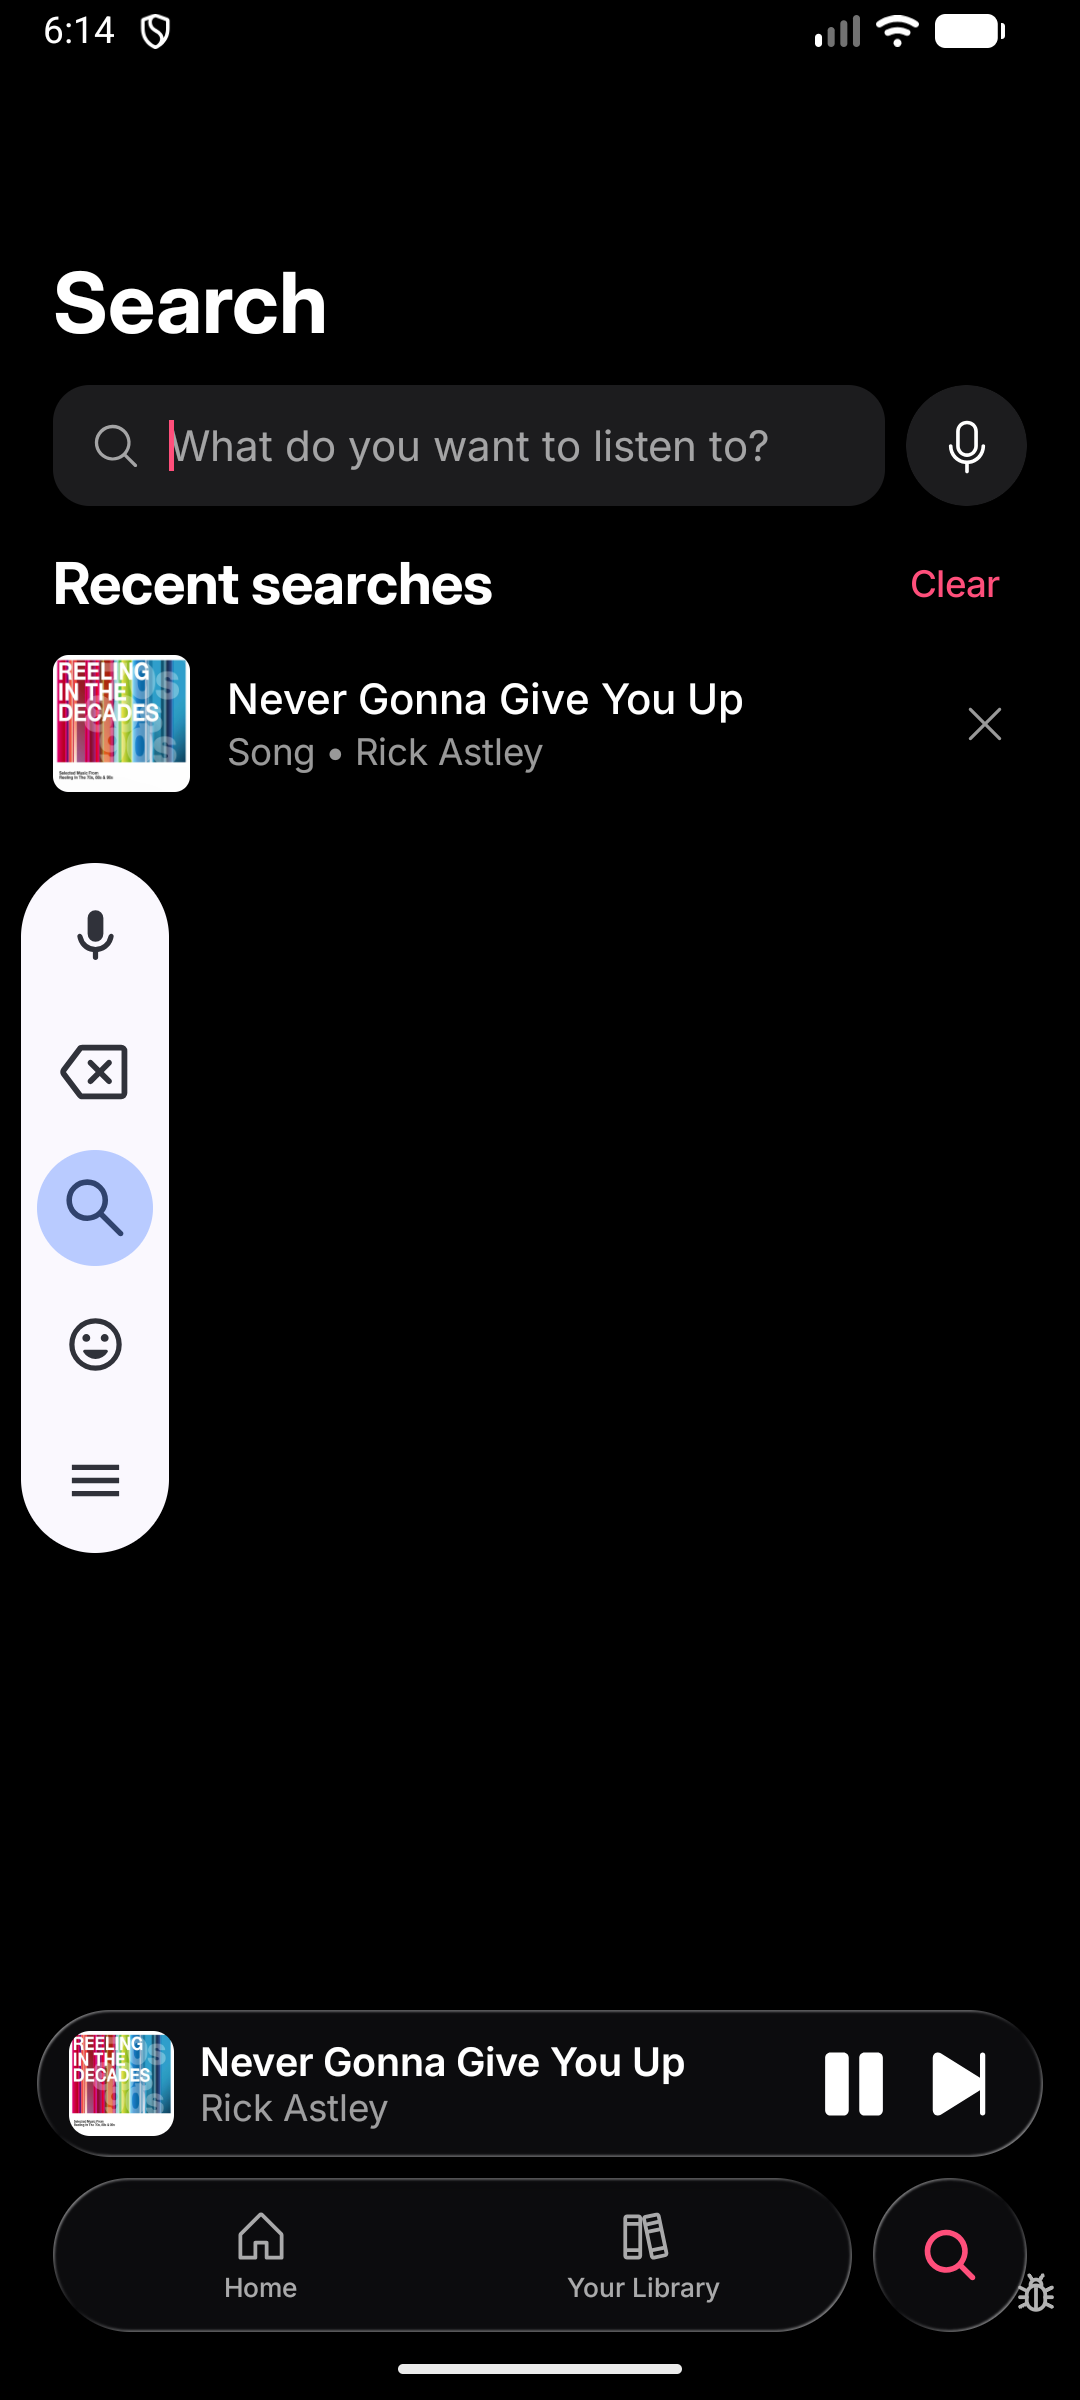 6:14
Search
What do you want to listen to?
Recent searches
Clear
REELING
IN THE
DECADES
Never Gonna Give You Up
Song • Rick Astley
REELING
IN THE
DECADES
Never Gonna Give You Up
Rick Astley
Home
Your Library